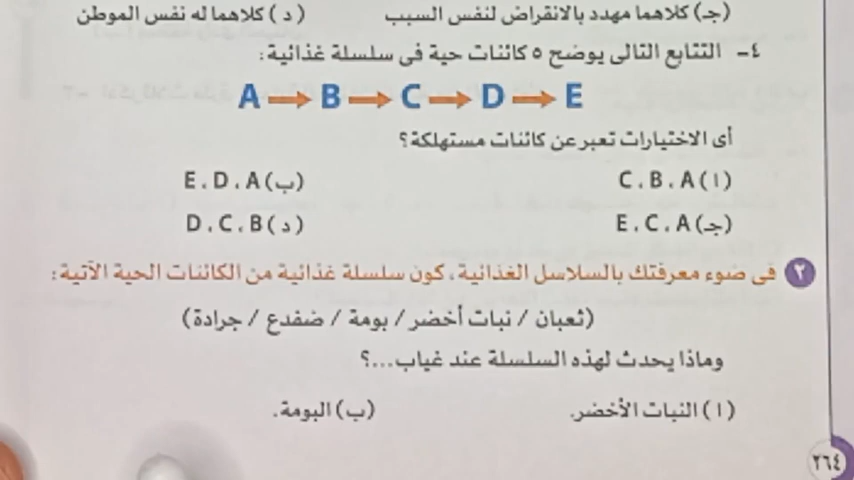 (جـ) كلاهما مهدد بالانقراض لنفس السبب (د) كلاهما له نفس الموطن
٤- التتابع التالى يوضح ٥ كائنات حية فى سلسلة غذائية:
A → B → C → D → E
أى الاختيارات تعبر عن كائنات مستهلكة؟
(ا) C ، B ، A (ب) E ، D ، A
(جـ) E ، C ، A (د) D ، C ، B
٢ فى ضوء معرفتك بالسلاسل الغذائية، كون سلسلة غذائية من الكائنات الحية الآتية:
(ثعبان / نبات أخضر / بومة / ضفدع / جرادة)
وماذا يحدث لهذه السلسلة عند غياب...؟
(ا) النبات الأخضر. (ب) البومة.
٢٦٤